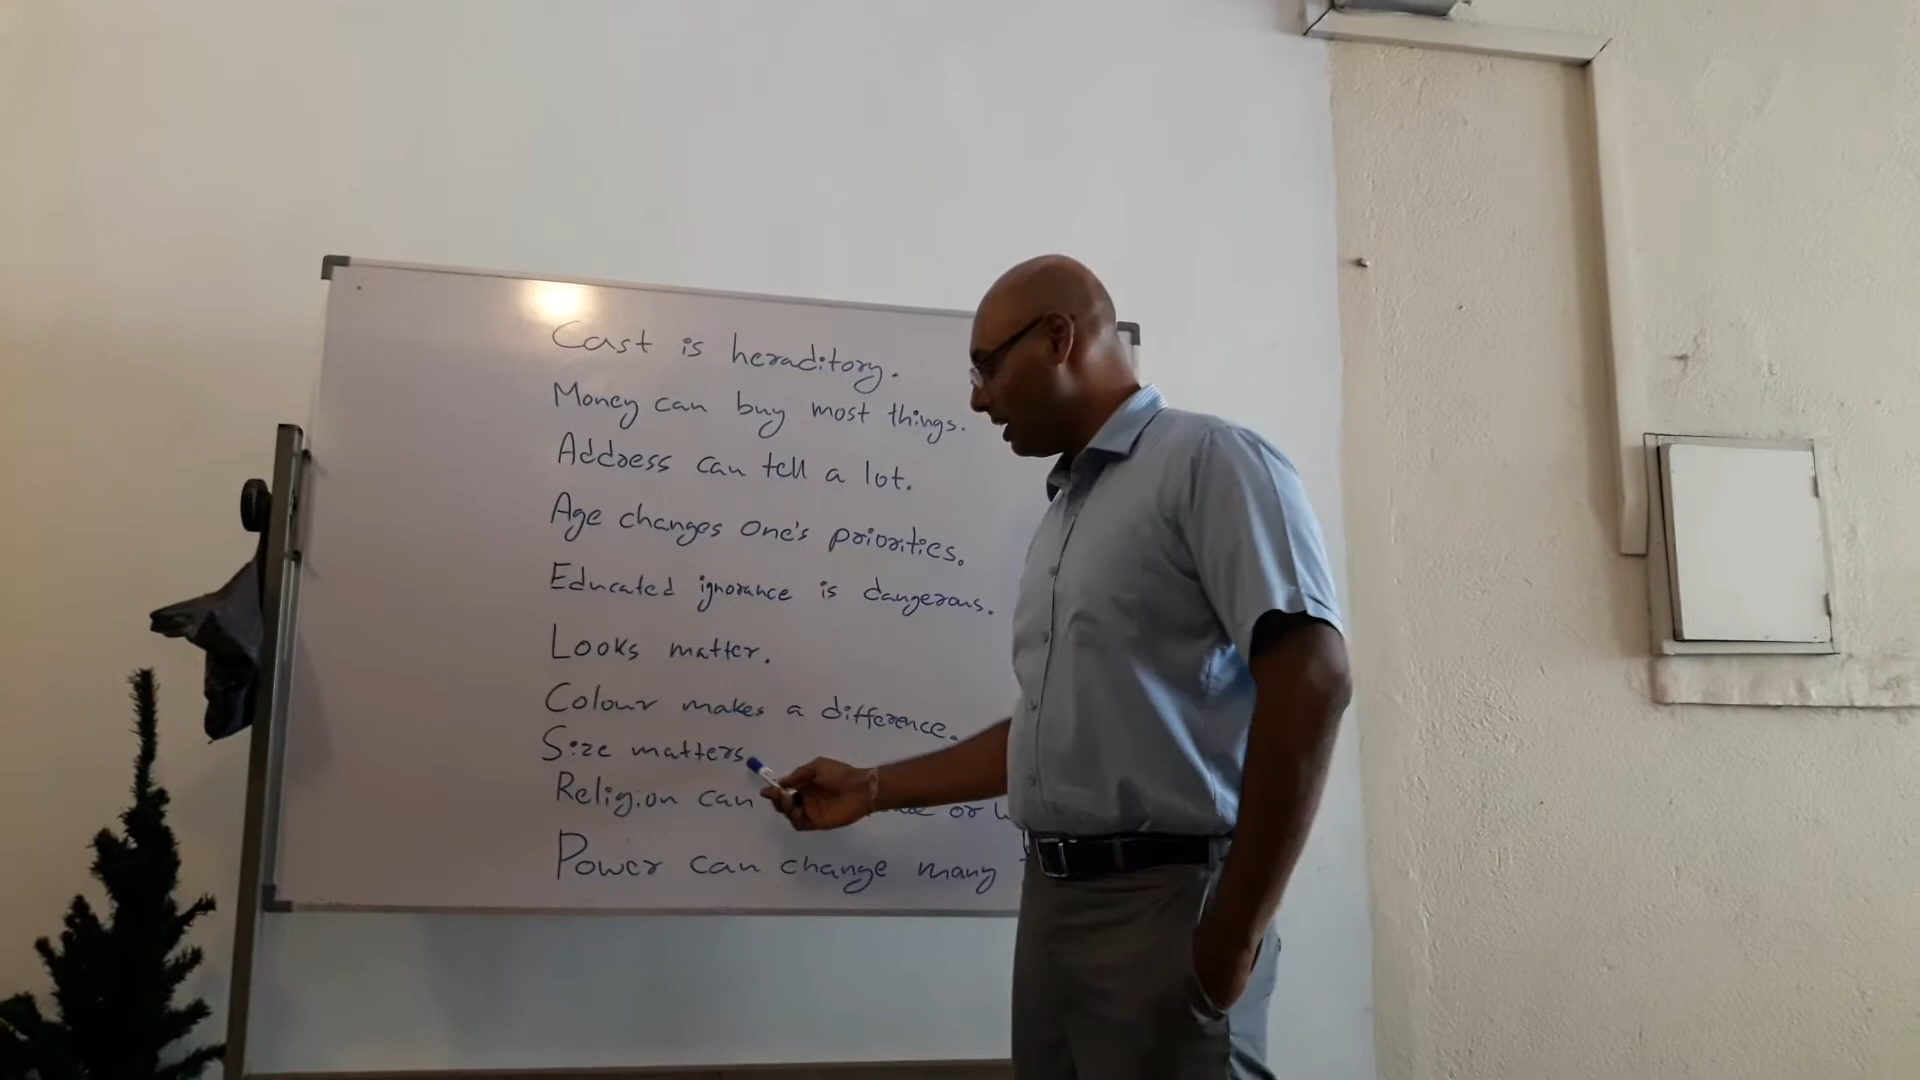 Cast is heraditory.
Money can buy most things.
Address can tell a lot.
Age changes one's priorities.
Educated ignorance is dangerous.
Looks matter.
Colour makes a difference.
Size matters
Religion can or
Power can change many